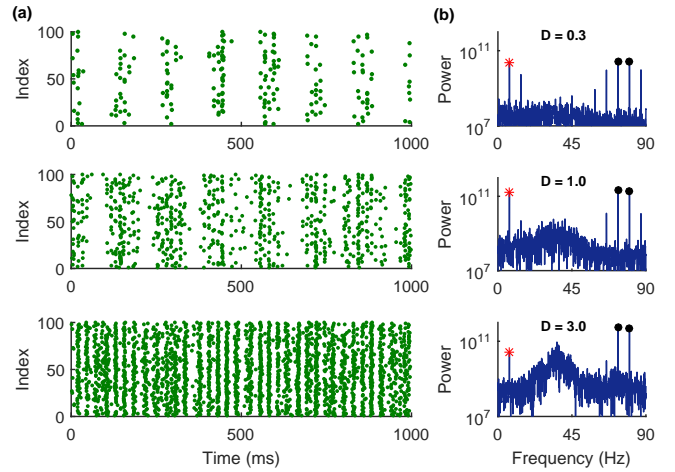 (a)
(b)
100
Index
50
0
0
500
1000
Power
10^11
10^7
D = 0.3
0
45
90
100
Index
50
0
0
500
1000
Power
10^11
10^7
D = 1.0
0
45
90
100
Index
50
0
0
500
1000
Time (ms)
Power
10^11
10^7
D = 3.0
0
45
90
Frequency (Hz)